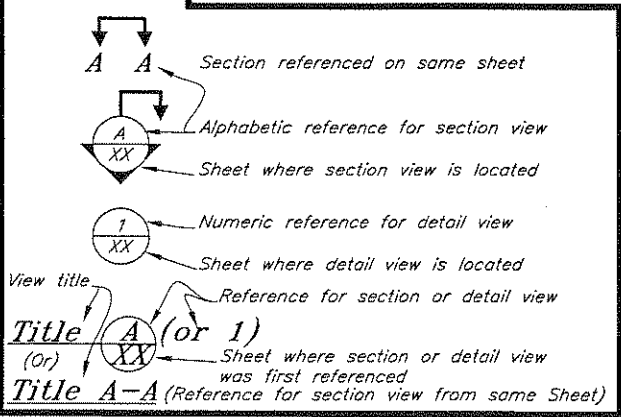 A A Section referenced on same sheet
A Alphabetic reference for section view
XX Sheet where section view is located
1 Numeric reference for detail view
XX Sheet where detail view is located
View title
Reference for section or detail view
Title A (or 1)
(Or) XX Sheet where section or detail view
was first referenced
Title A-A (Reference for section view from same Sheet)